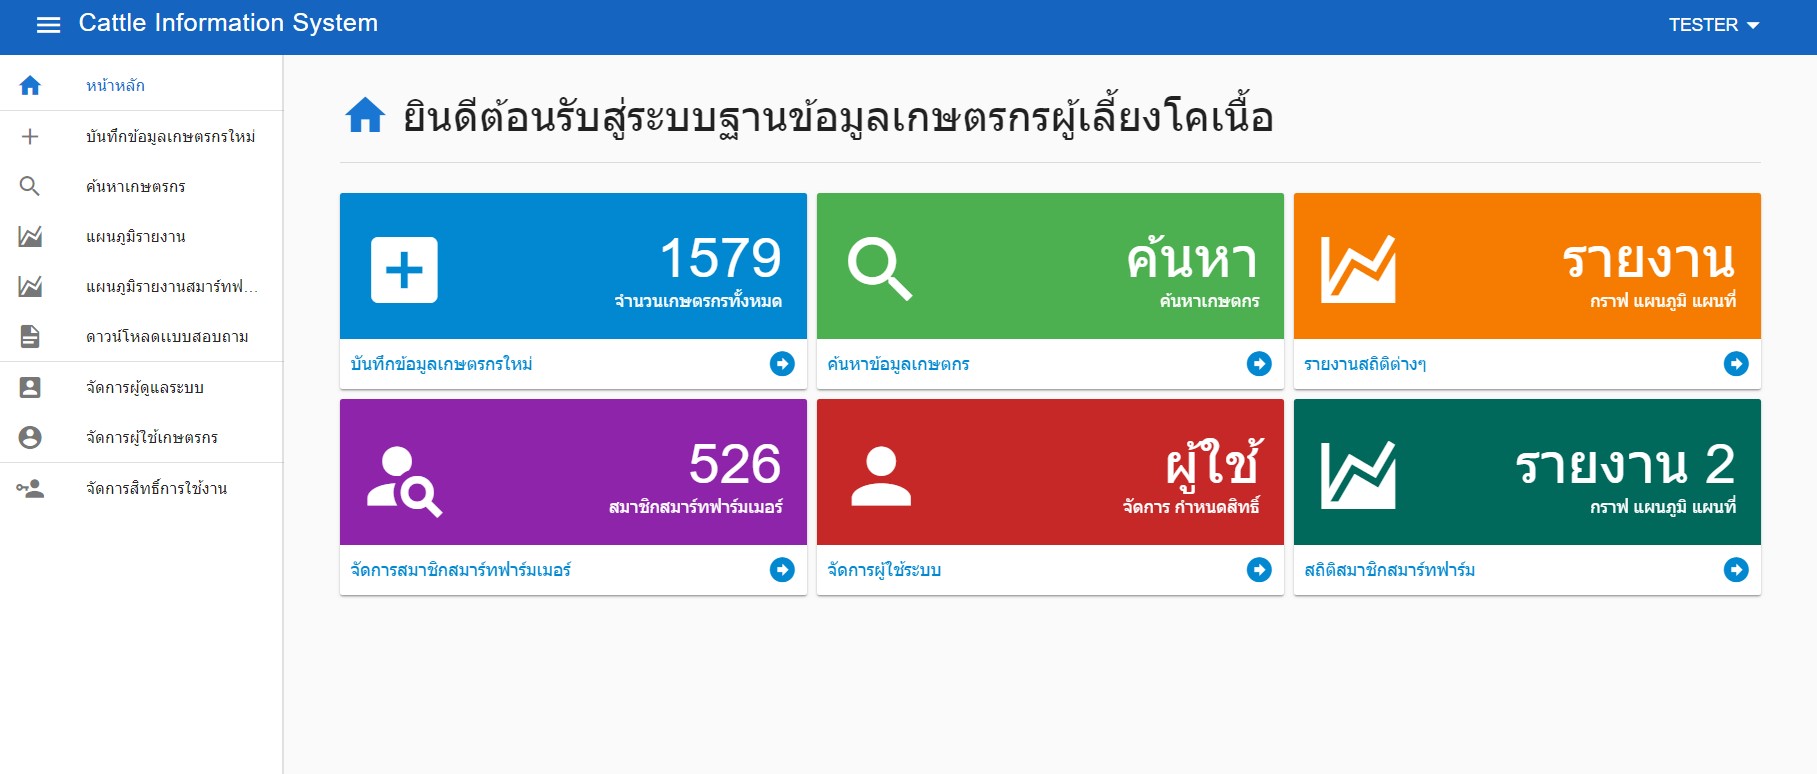 Cattle Information System
TESTER
หน้าหลัก
บันทึกข้อมูลเกษตรกรใหม่
ค้นหาเกษตรกร
แผนภูมิรายงาน
แผนภูมิรายงานสมาร์ทฟ...
ดาวน์โหลดแบบสอบถาม
จัดการผู้ดูแลระบบ
จัดการผู้ใช้เกษตรกร
จัดการสิทธิ์การใช้งาน
ยินดีต้อนรับสู่ระบบฐานข้อมูลเกษตรกรผู้เลี้ยงโคเนื้อ
1579
จำนวนเกษตรกรทั้งหมด
บันทึกข้อมูลเกษตรกรใหม่
ค้นหา
ค้นหาเกษตกร
ค้นหาข้อมูลเกษตกร
รายงาน
กราฟ แผนภูมิ แผนที่
รายงานสถิติต่างๆ
526
สมาชิกสมาร์ทฟาร์มเมอร์
จัดการสมาชิกสมาร์ทฟาร์มเมอร์
ผู้ใช้
จัดการ กำหนดสิทธิ์
จัดการผู้ใช้ระบบ
รายงาน 2
กราฟ แผนภูมิ แผนที่
สถิติสมาชิกสมาร์ทฟาร์ม